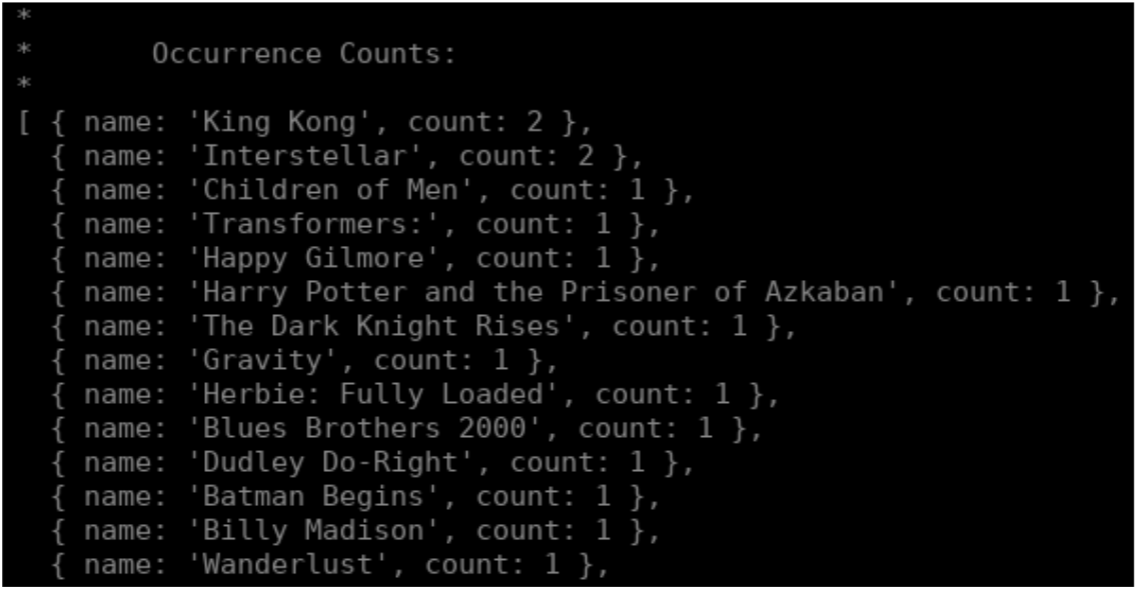 *
*       Occurrence Counts:
*
[ { name: 'King Kong', count: 2 },
  { name: 'Interstellar', count: 2 },
  { name: 'Children of Men', count: 1 },
  { name: 'Transformers:', count: 1 },
  { name: 'Happy Gilmore', count: 1 },
  { name: 'Harry Potter and the Prisoner of Azkaban', count: 1 },
  { name: 'The Dark Knight Rises', count: 1 },
  { name: 'Gravity', count: 1 },
  { name: 'Herbie: Fully Loaded', count: 1 },
  { name: 'Blues Brothers 2000', count: 1 },
  { name: 'Dudley Do-Right', count: 1 },
  { name: 'Batman Begins', count: 1 },
  { name: 'Billy Madison', count: 1 },
  { name: 'Wanderlust', count: 1 },